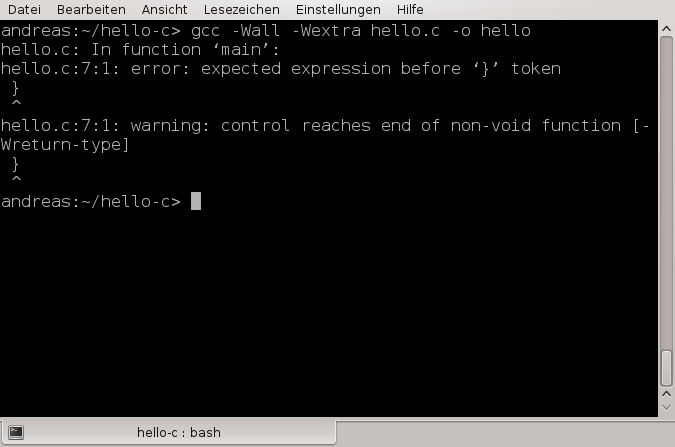 Datei Bearbeiten Ansicht Lesezeichen Einstellungen Hilfe
andreas:~/hello-c> gcc -Wall -Wextra hello.c -o hello
hello.c: In function ‘main’:
hello.c:7:1: error: expected expression before ‘}’ token
 }
 ^
hello.c:7:1: warning: control reaches end of non-void function [-
Wreturn-type]
 }
 ^
andreas:~/hello-c>
hello-c : bash